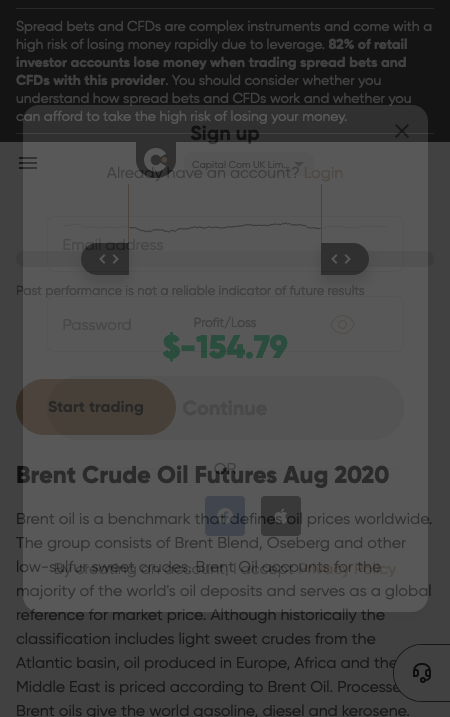 Spread bets and CFDs are complex instruments and come with a
high risk of losing money rapidly due to leverage. 82% of retail
investor accounts lose money when trading spread bets and
CFDs with this provider. You should consider whether you
understand how spread bets and CFDs work and whether you
can afford to take the high risk of losing your money.
Sign up
Capital Com UK Lim...
Already have an account? Login
Email address
Past performance is not a reliable indicator of future results
Password
Profit/Loss
$-154.79
Start trading
Continue
OR
Brent Crude Oil Futures Aug 2020
Brent oil is a benchmark that defines oil prices worldwide.
The group consists of Brent Blend, Oseberg and other
low-sulfur sweet crudes. Brent Oil accounts for the
By creating an account, I accept Privacy Policy
majority of the world's oil deposits and serves as a global
reference for market price. Although historically the
classification includes light sweet crudes from the
Atlantic basin, oil produced in Europe, Africa and the
Middle East is priced according to Brent Oil.
Brent oils give the world gasoline, diesel and kerosene.